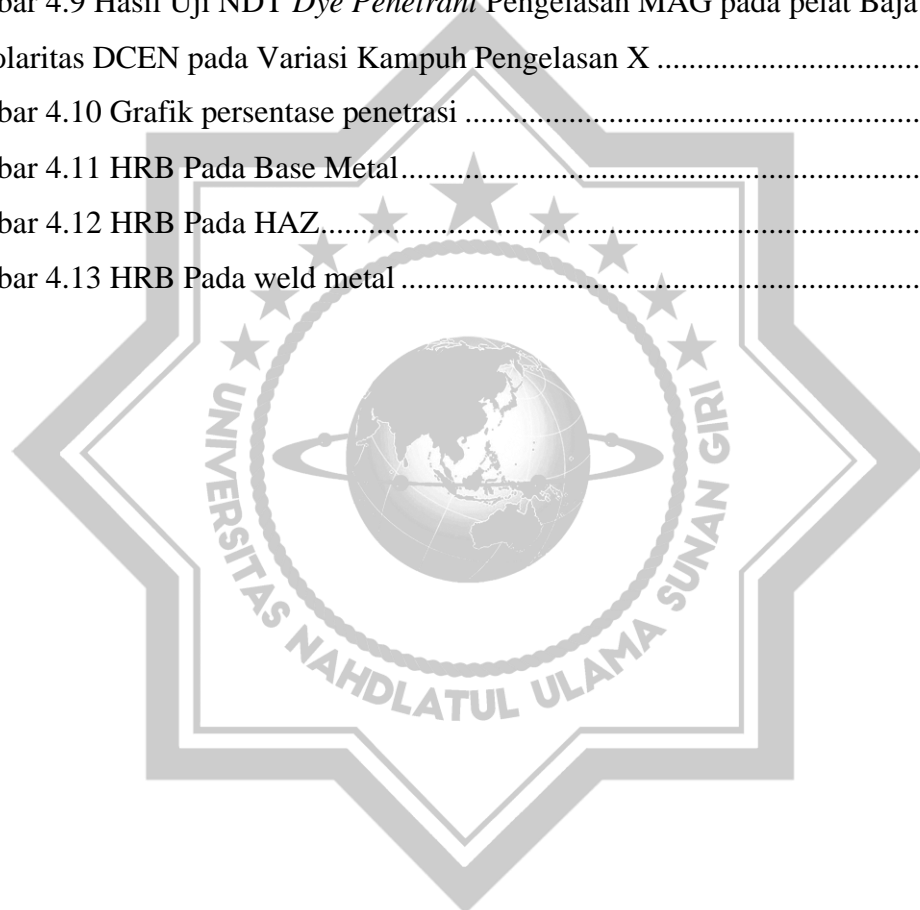 bar 4.9 Hasil Uji NDT Dye Penetrant Pengelasan MAG pada pelat Baja
olaritas DCEN pada Variasi Kampuh Pengelasan X ....................................
bar 4.10 Grafik persentase penetrasi ...............................................................
bar 4.11 HRB Pada Base Metal.......................................................................
bar 4.12 HRB Pada HAZ..................................................................................
bar 4.13 HRB Pada weld metal .......................................................................
UNIVERSITAS NAHDLATUL ULAMA SUNAN GIRI